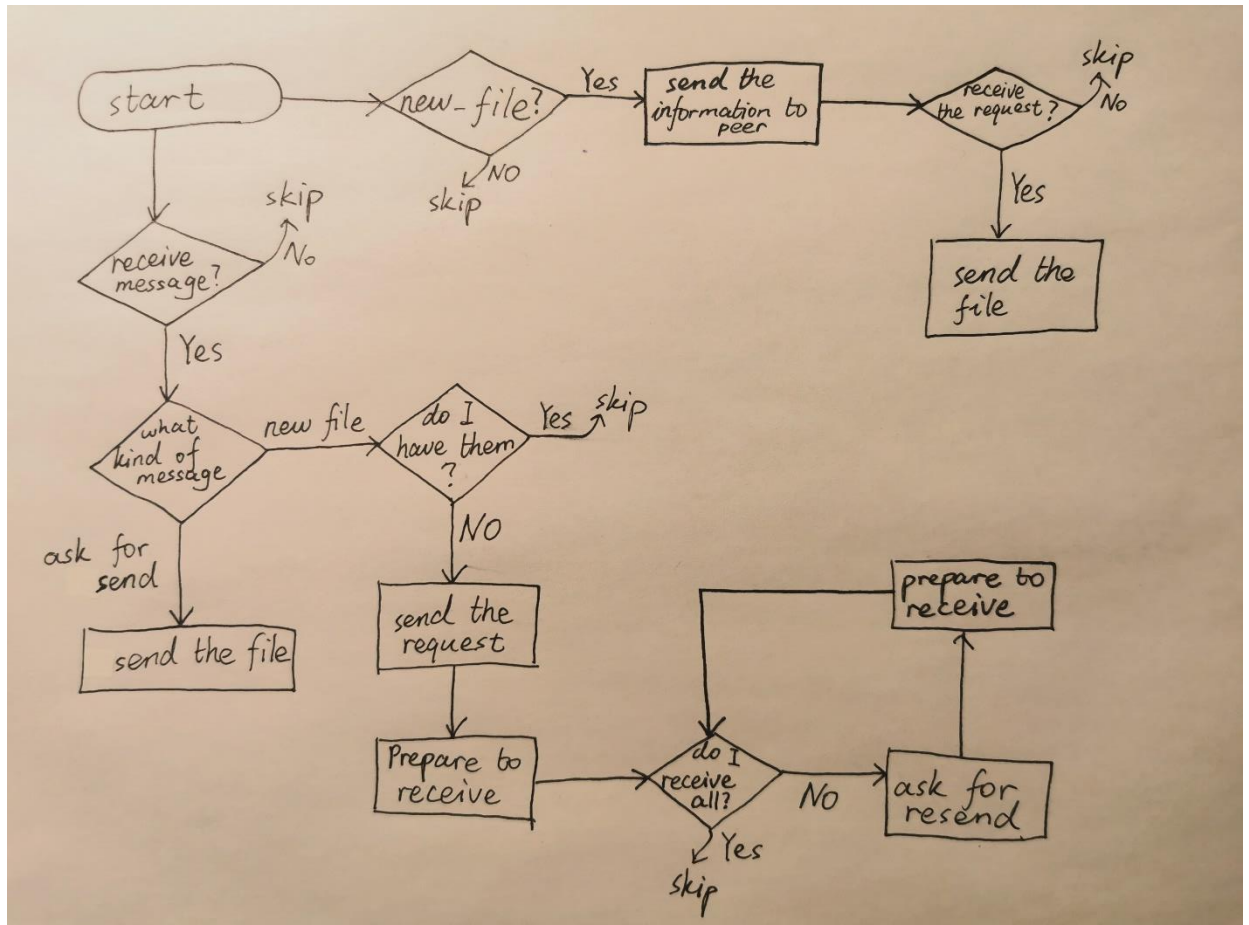 start
new-file?
Yes
send the
information to
peer
receive
the request?
skip
No
NO
skip
Yes
send the
file
skip
No
receive
message?
Yes
what
kind of
message
new file
do I
have them
?
Yes
skip
NO
ask for
send
send the file
send the
request
Prepare to
receive
do I
receive
all?
NO
ask for
resend
prepare to
receive
Yes
skip